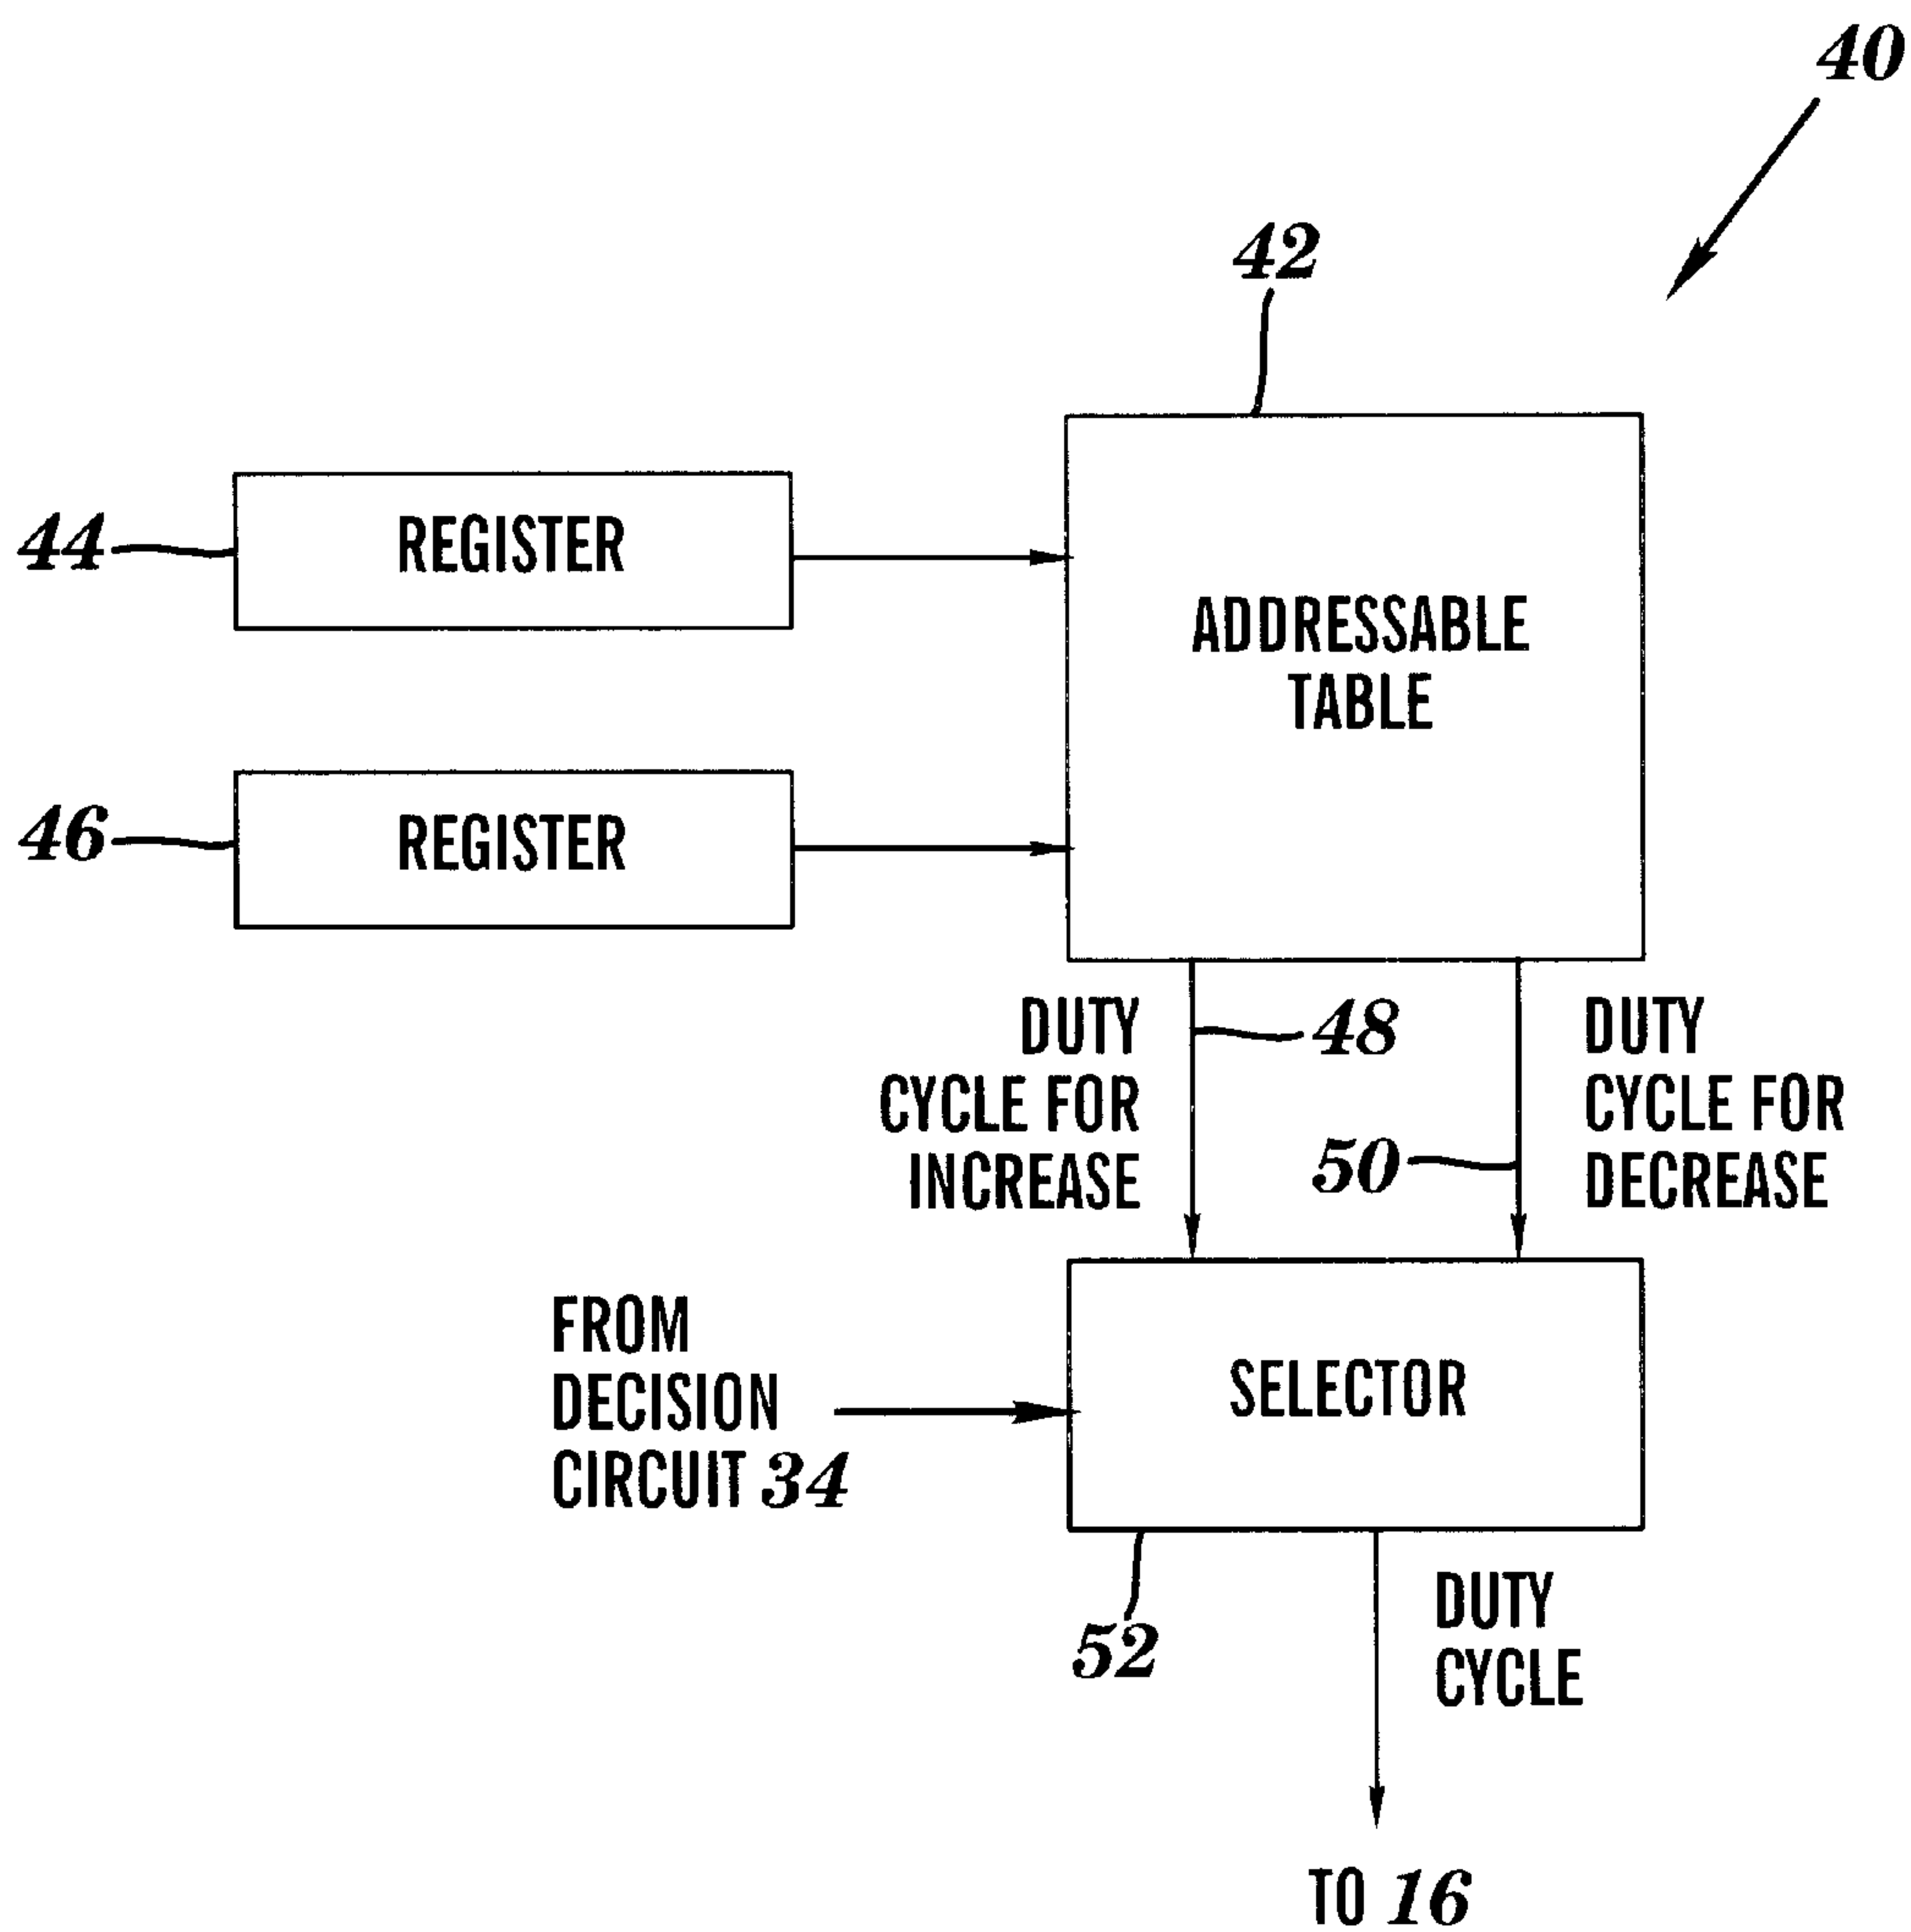 40
42
44
REGISTER
ADDRESSABLE
TABLE
46
REGISTER
DUTY
CYCLE FOR
INCREASE
48
50
DUTY
CYCLE FOR
DECREASE
FROM
DECISION
CIRCUIT 34
SELECTOR
52
DUTY
CYCLE
TO 16